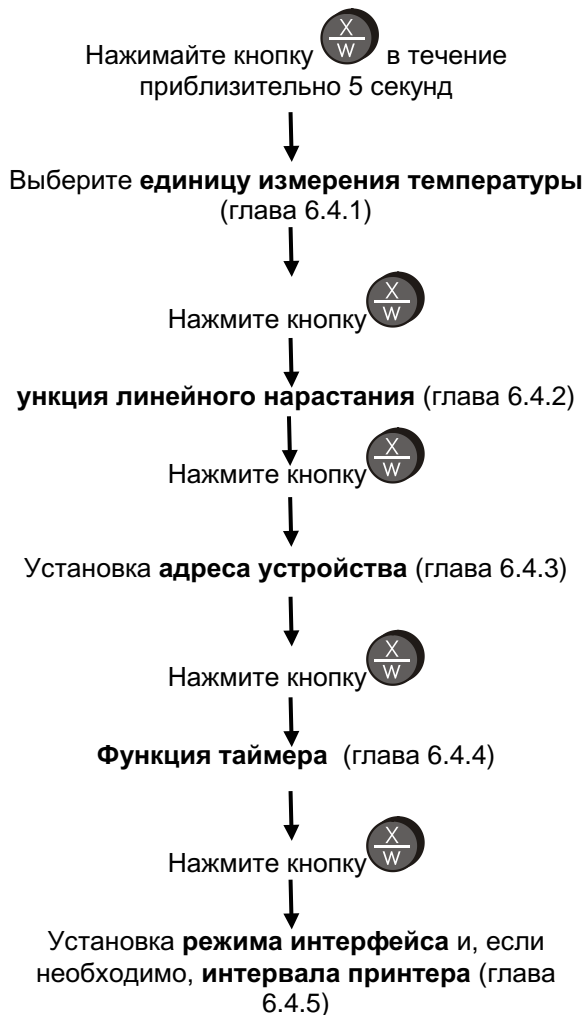 Нажимайте кнопку X/W в течение
приблизительно 5 секунд
Выберите единицу измерения температуры
(глава 6.4.1)
Нажмите кнопку X/W
ункция линейного нарастания (глава 6.4.2)
Нажмите кнопку X/W
Установка адреса устройства (глава 6.4.3)
Нажмите кнопку X/W
Функция таймера (глава 6.4.4)
Нажмите кнопку X/W
Установка режима интерфейса и, если
необходимо, интервала принтера (глава
6.4.5)